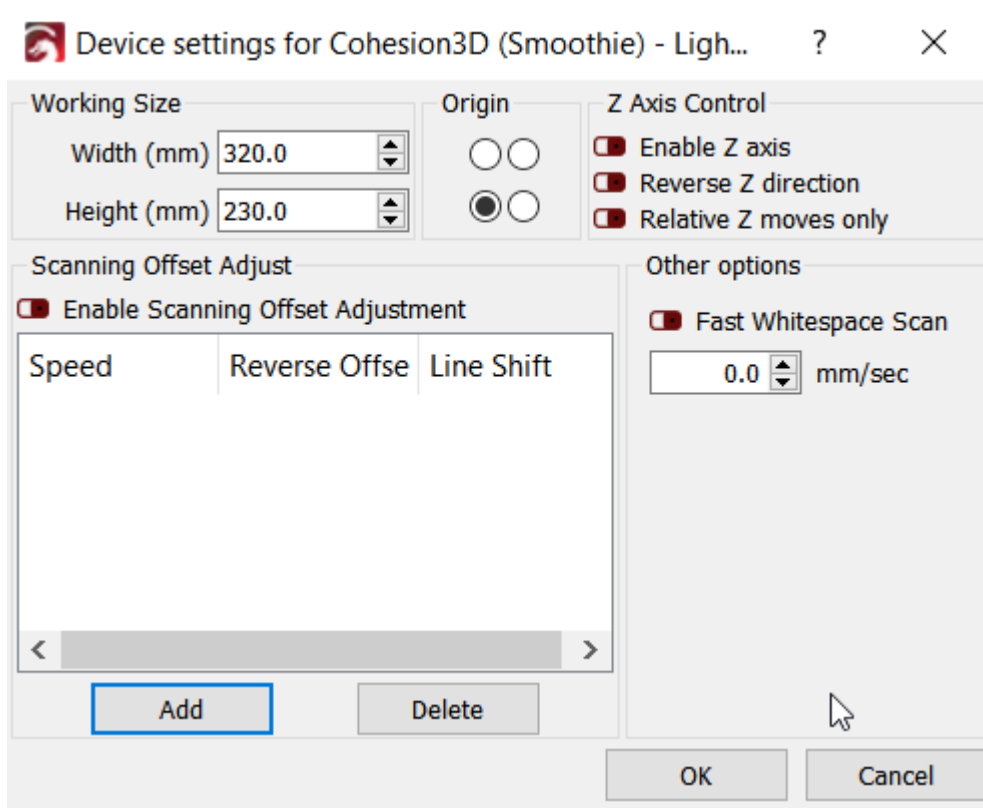 Device settings for Cohesion3D (Smoothie) - Ligh... ?
Working Size
Width (mm) 320.0
Height (mm) 230.0
Origin
Z Axis Control
Enable Z axis
Reverse Z direction
Relative Z moves only
Scanning Offset Adjust
Enable Scanning Offset Adjustment
Speed Reverse Offse Line Shift
Add Delete
Other options
Fast Whitespace Scan
0.0 mm/sec
OK Cancel